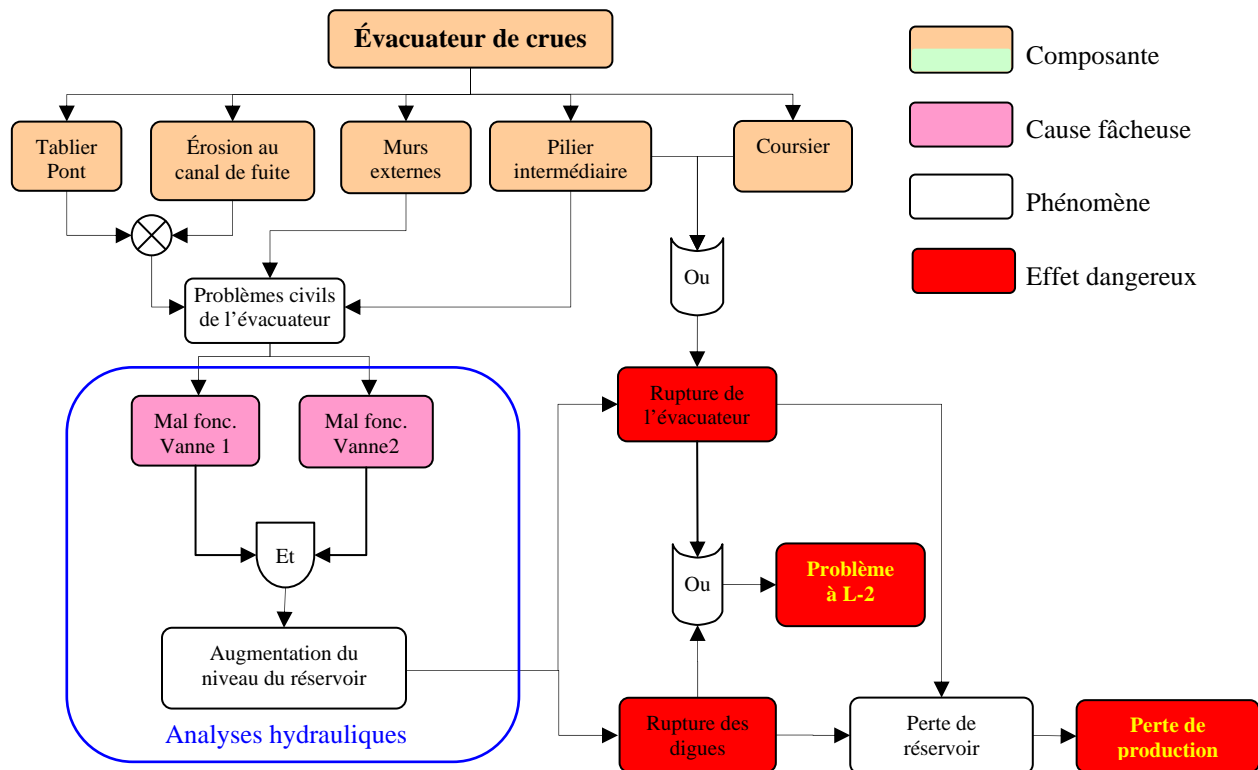 Évacuateur de crues
Tablier
Pont
Érosion au
canal de fuite
Murs
externes
Pilier
intermédiaire
Coursier
Composante
Cause fâcheuse
Phénomène
Effet dangereux
Ou
Problèmes civils
de l’évacuateur
Mal fonc.
Vanne 1
Mal fonc.
Vanne2
Rupture de
l’évacuateur
Et
Ou
Problème
à L-2
Augmentation du
niveau du réservoir
Analyses hydrauliques
Rupture des
digues
Perte de
réservoir
Perte de
production